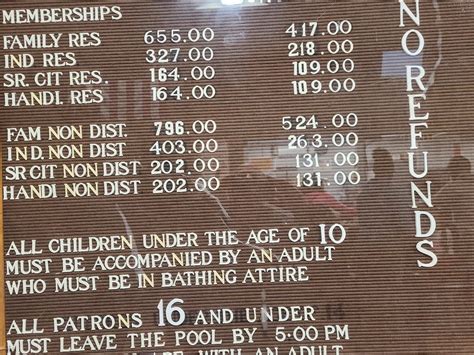 MEMBERSHIPS
FAMILY RES 655.00 417.00
IND RES 327.00 218.00
SR. CIT RES. 164.00 109.00
HANDI. RES 164.00 109.00
FAM NON DIST. 796.00 524.00
IND. NON DIST. 403.00 263.00
SR CIT NON DIST 202.00 131.00
HANDI NON DIST 202.00 131.00
NO REFUNDS
ALL CHILDREN UNDER THE AGE OF 10
MUST BE ACCOMPANIED BY AN ADULT
WHO MUST BE IN BATHING ATTIRE
ALL PATRONS 16 AND UNDER
MUST LEAVE THE POOL BY 5:00 PM
ARE WITH AN ADULT